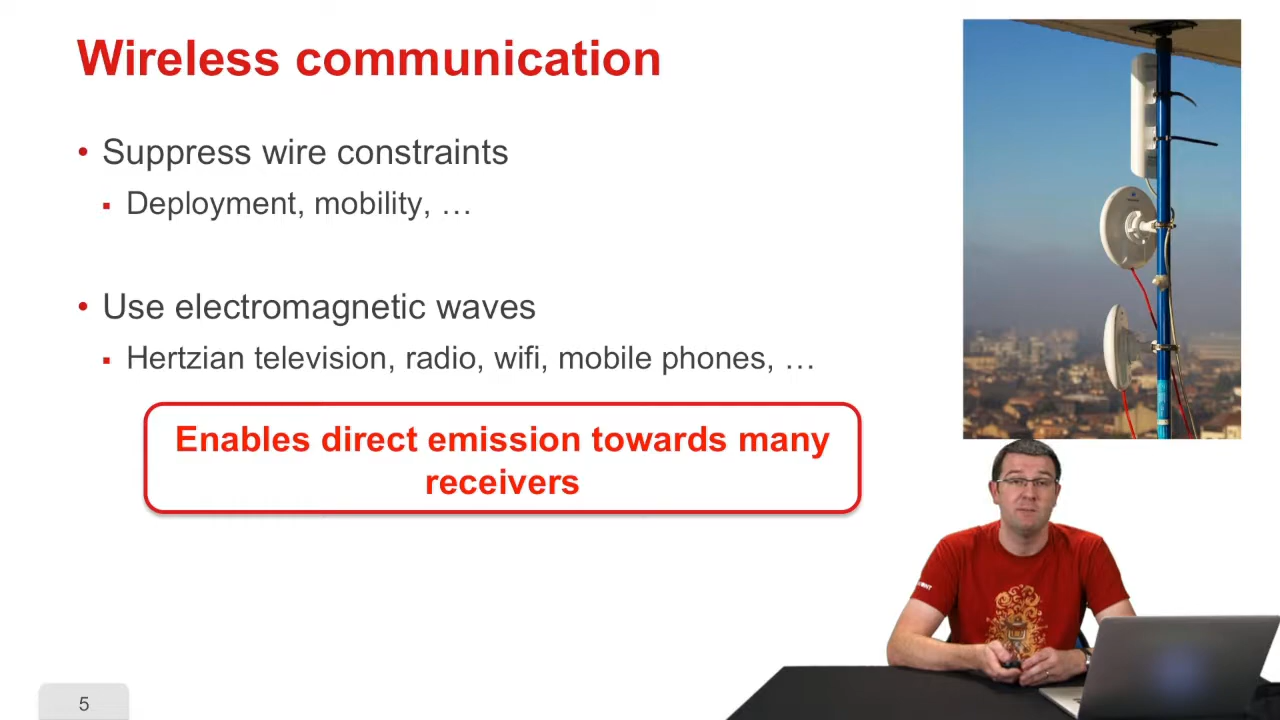 Wireless communication
• Suppress wire constraints
▪ Deployment, mobility, …
• Use electromagnetic waves
▪ Hertzian television, radio, wifi, mobile phones, …
Enables direct emission towards many
receivers
5